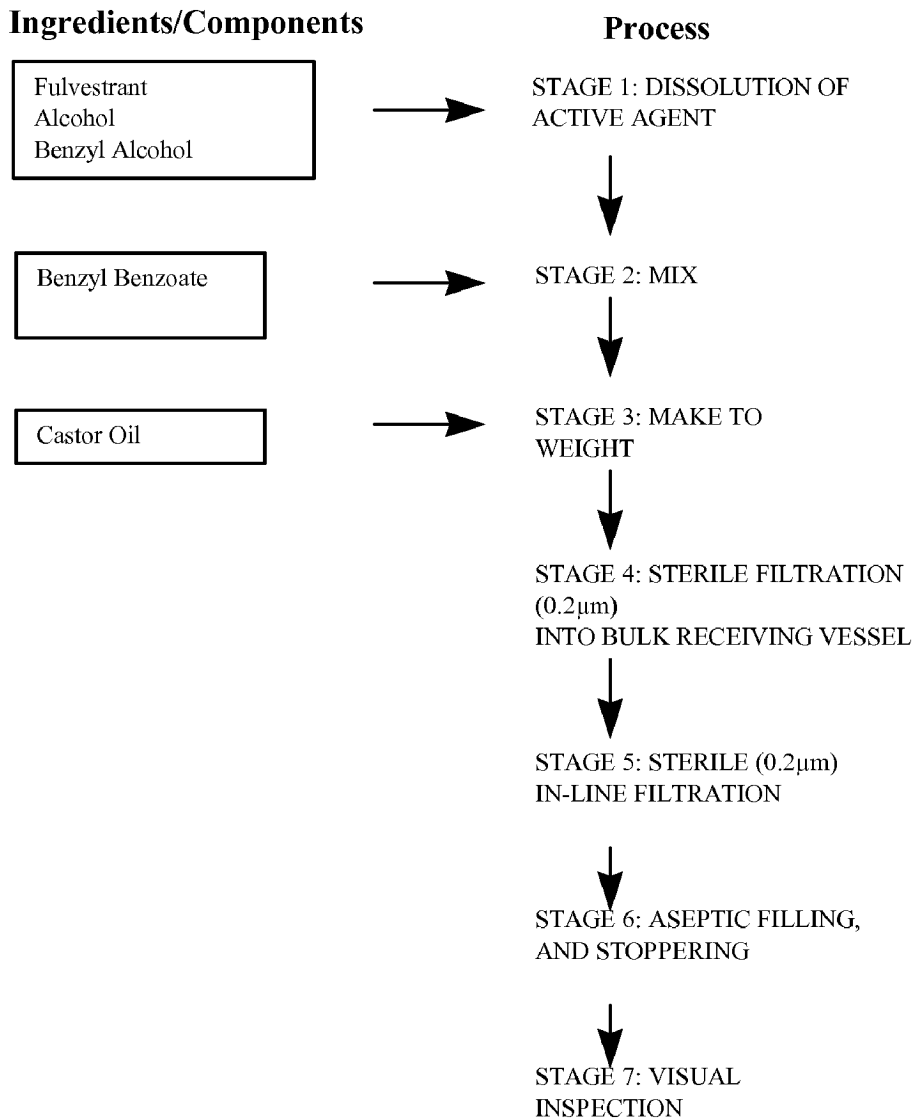 Ingredients/Components
Process
Fulvestrant
Alcohol
Benzyl Alcohol
STAGE 1: DISSOLUTION OF
ACTIVE AGENT
Benzyl Benzoate
STAGE 2: MIX
Castor Oil
STAGE 3: MAKE TO
WEIGHT
STAGE 4: STERILE FILTRATION
(0.2µm)
INTO BULK RECEIVING VESSEL
STAGE 5: STERILE (0.2µm)
IN-LINE FILTRATION
STAGE 6: ASEPTIC FILLING,
AND STOPPERING
STAGE 7: VISUAL
INSPECTION